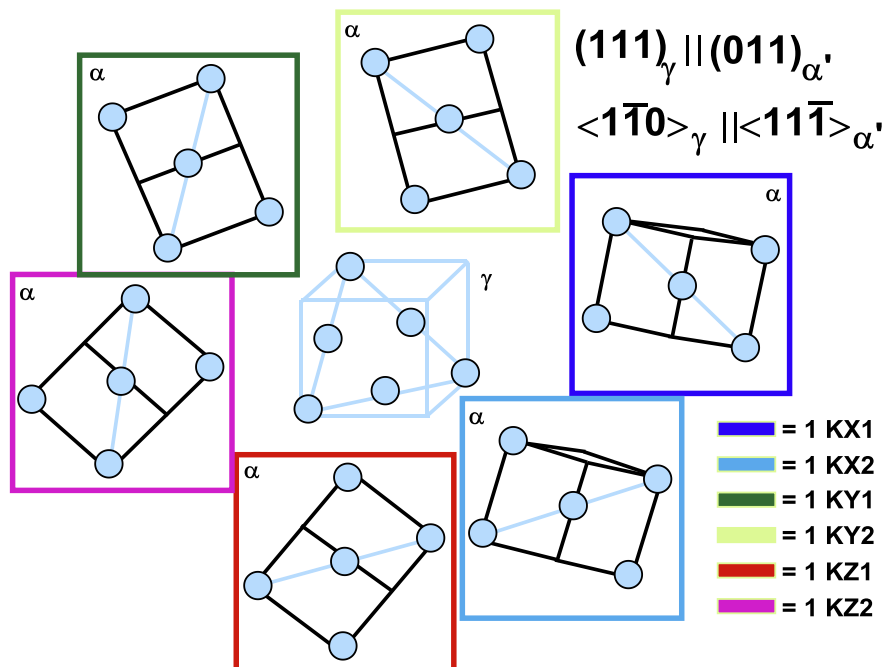 (111)γ || (011)α'
<11̅0>γ || <111̅>α'
α
α
α
α
γ
α
α
= 1 KX1
= 1 KX2
= 1 KY1
= 1 KY2
= 1 KZ1
= 1 KZ2